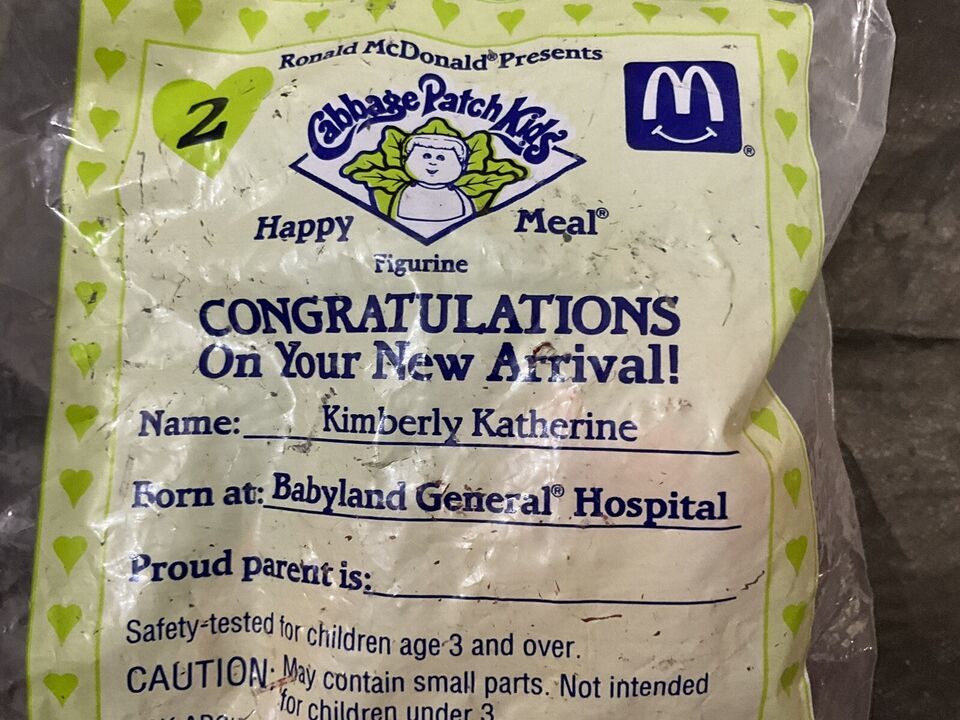 Ronald McDonald® Presents
2
Cabbage Patch Kids
Happy Meal®
Figurine
CONGRATULATIONS
On Your New Arrival!
Name: Kimberly Katherine
Born at: Babyland General® Hospital
Proud parent is:
Safety-tested for children age 3 and over.
CAUTION: May contain small parts. Not intended
for children under 3